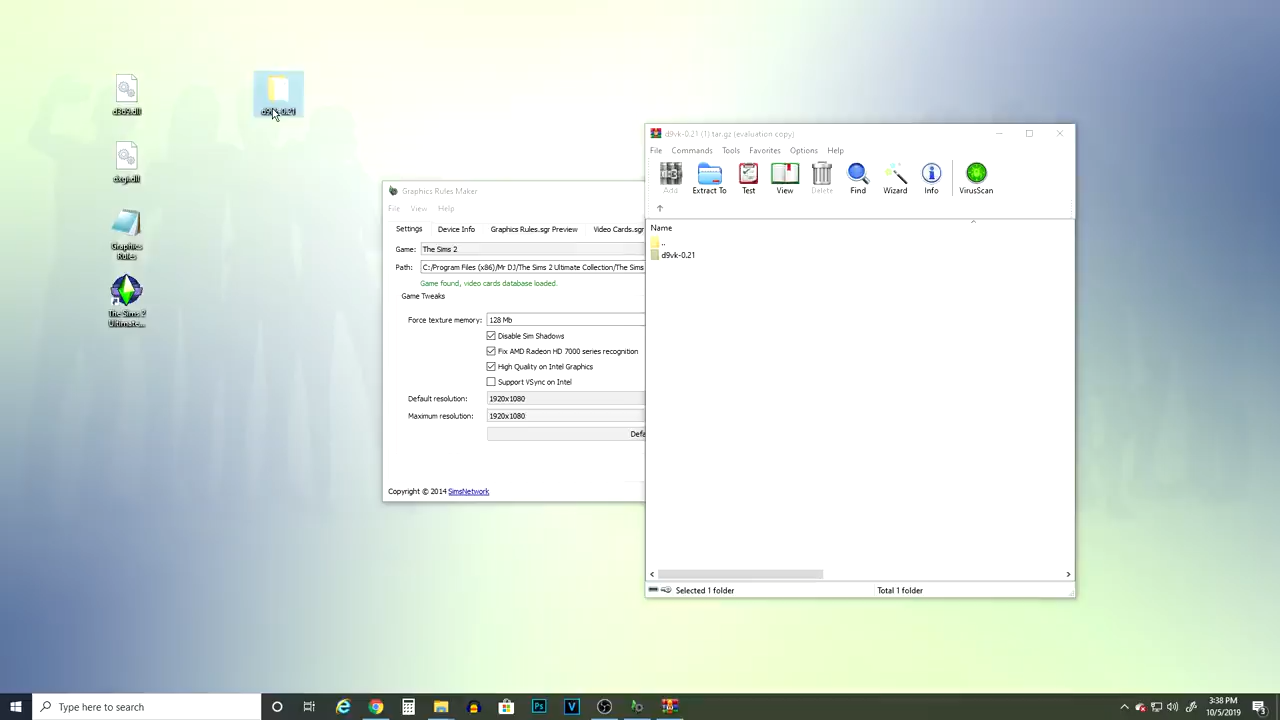 d3d9.dll
dxgi.dll
Graphics
Rules
The Sims 2
Ultimate...
d9vk-0.21
Graphics Rules Maker
File View Help
Settings Device Info Graphics Rules.sgr Preview Video Cards.sgr
Game: The Sims 2
Path: C:/Program Files (x86)/Mr DJ/The Sims 2 Ultimate Collection/The Sims
Game found, video cards database loaded.
Game Tweaks
Force texture memory: 128 Mb
Disable Sim Shadows
Fix AMD Radeon HD 7000 series recognition
High Quality on Intel Graphics
Support VSync on Intel
Default resolution: 1920x1080
Maximum resolution: 1920x1080
Defa
Copyright © 2014 SimsNetwork
d9vk-0.21 (1).tar.gz (evaluation copy)
File Commands Tools Favorites Options Help
Add Extract To Test View Delete Find Wizard Info VirusScan
Name
..
d9vk-0.21
Selected 1 folder Total 1 folder
Type here to search
Ps V
3:38 PM
10/5/2019